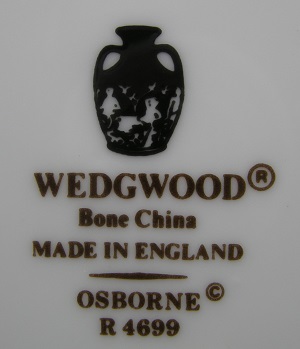 WEDGWOOD®
Bone China
MADE IN ENGLAND
OSBORNE©
R 4699